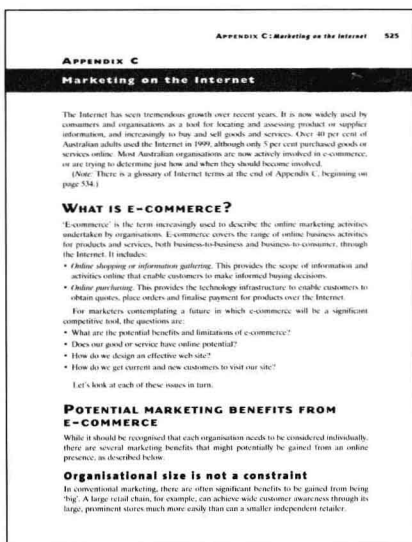 APPENDIX C: Marketing on the Internet 525
APPENDIX C
Marketing on the Internet
The Internet has seen tremendous growth over recent years. It is now widely used by
consumers and organisations as a tool for locating and assessing product or supplier
information, and increasingly to buy and sell goods and services. Over 40 per cent of
Australian adults used the Internet in 1999, although only 5 per cent purchased goods or
services online. Most Australian organisations are now actively involved in e-commerce,
or are trying to determine just how and when they should become involved.
(Note: There is a glossary of Internet terms at the end of Appendix C, beginning on
page 534.)
WHAT IS E-COMMERCE?
'E-commerce' is the term increasingly used to describe the online marketing activities
undertaken by organisations. E-commerce covers the range of online business activities
for products and services, both business-to-business and business-to-consumer, through
the Internet. It includes:
• Online shopping or information gathering. This provides the scope of information and
activities online that enable customers to make informed buying decisions.
• Online purchasing. This provides the technology infrastructure to enable customers to
obtain quotes, place orders and finalise payment for products over the Internet.
For marketers contemplating a future in which e-commerce will be a significant
competitive tool, the questions are:
• What are the potential benefits and limitations of e-commerce?
• Does our good or service have online potential?
• How do we design an effective web site?
• How do we get current and new customers to visit our site?
Let's look at each of these issues in turn.
POTENTIAL MARKETING BENEFITS FROM
E-COMMERCE
While it should be recognised that each organisation needs to be considered individually,
there are several marketing benefits that might potentially be gained from an online
presence, as described below.
Organisational size is not a constraint
In conventional marketing, there are often significant benefits to be gained from being
'big'. A large retail chain, for example, can achieve wide customer awareness through its
large, prominent stores much more easily than can a smaller independent retailer.